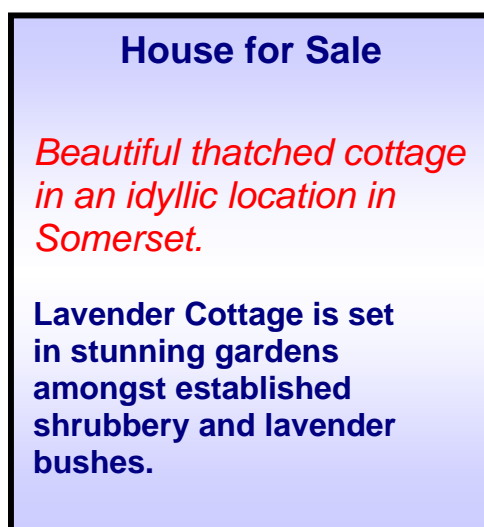 House for Sale
Beautiful thatched cottage
in an idyllic location in
Somerset.
Lavender Cottage is set
in stunning gardens
amongst established
shrubbery and lavender
bushes.